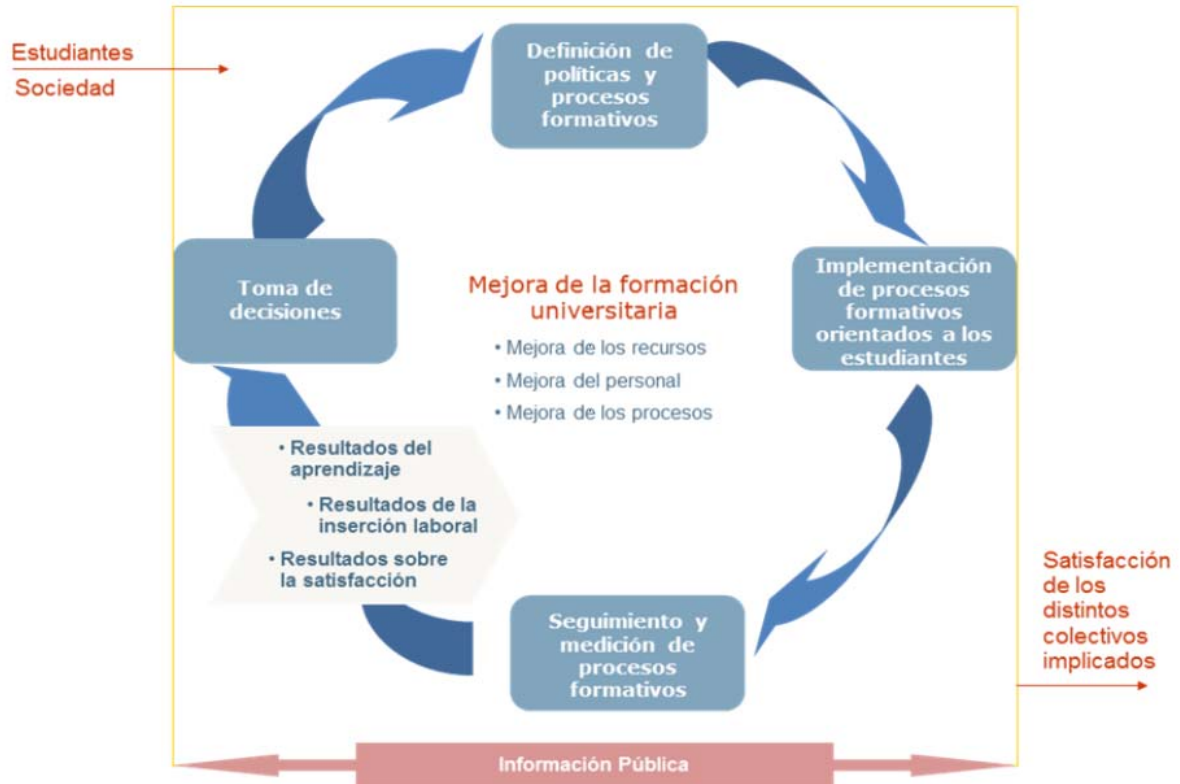 Estudiantes
Sociedad
Definición de
políticas y
procesos
formativos
Implementación
de procesos
formativos
orientados a los
estudiantes
Toma de
decisiones
Mejora de la formación
universitaria
• Mejora de los recursos
• Mejora del personal
• Mejora de los procesos
• Resultados del
aprendizaje
• Resultados de la
inserción laboral
• Resultados sobre
la satisfacción
Seguimiento y
medición de
procesos
formativos
Satisfacción
de los
distintos
colectivos
implicados
Información Pública